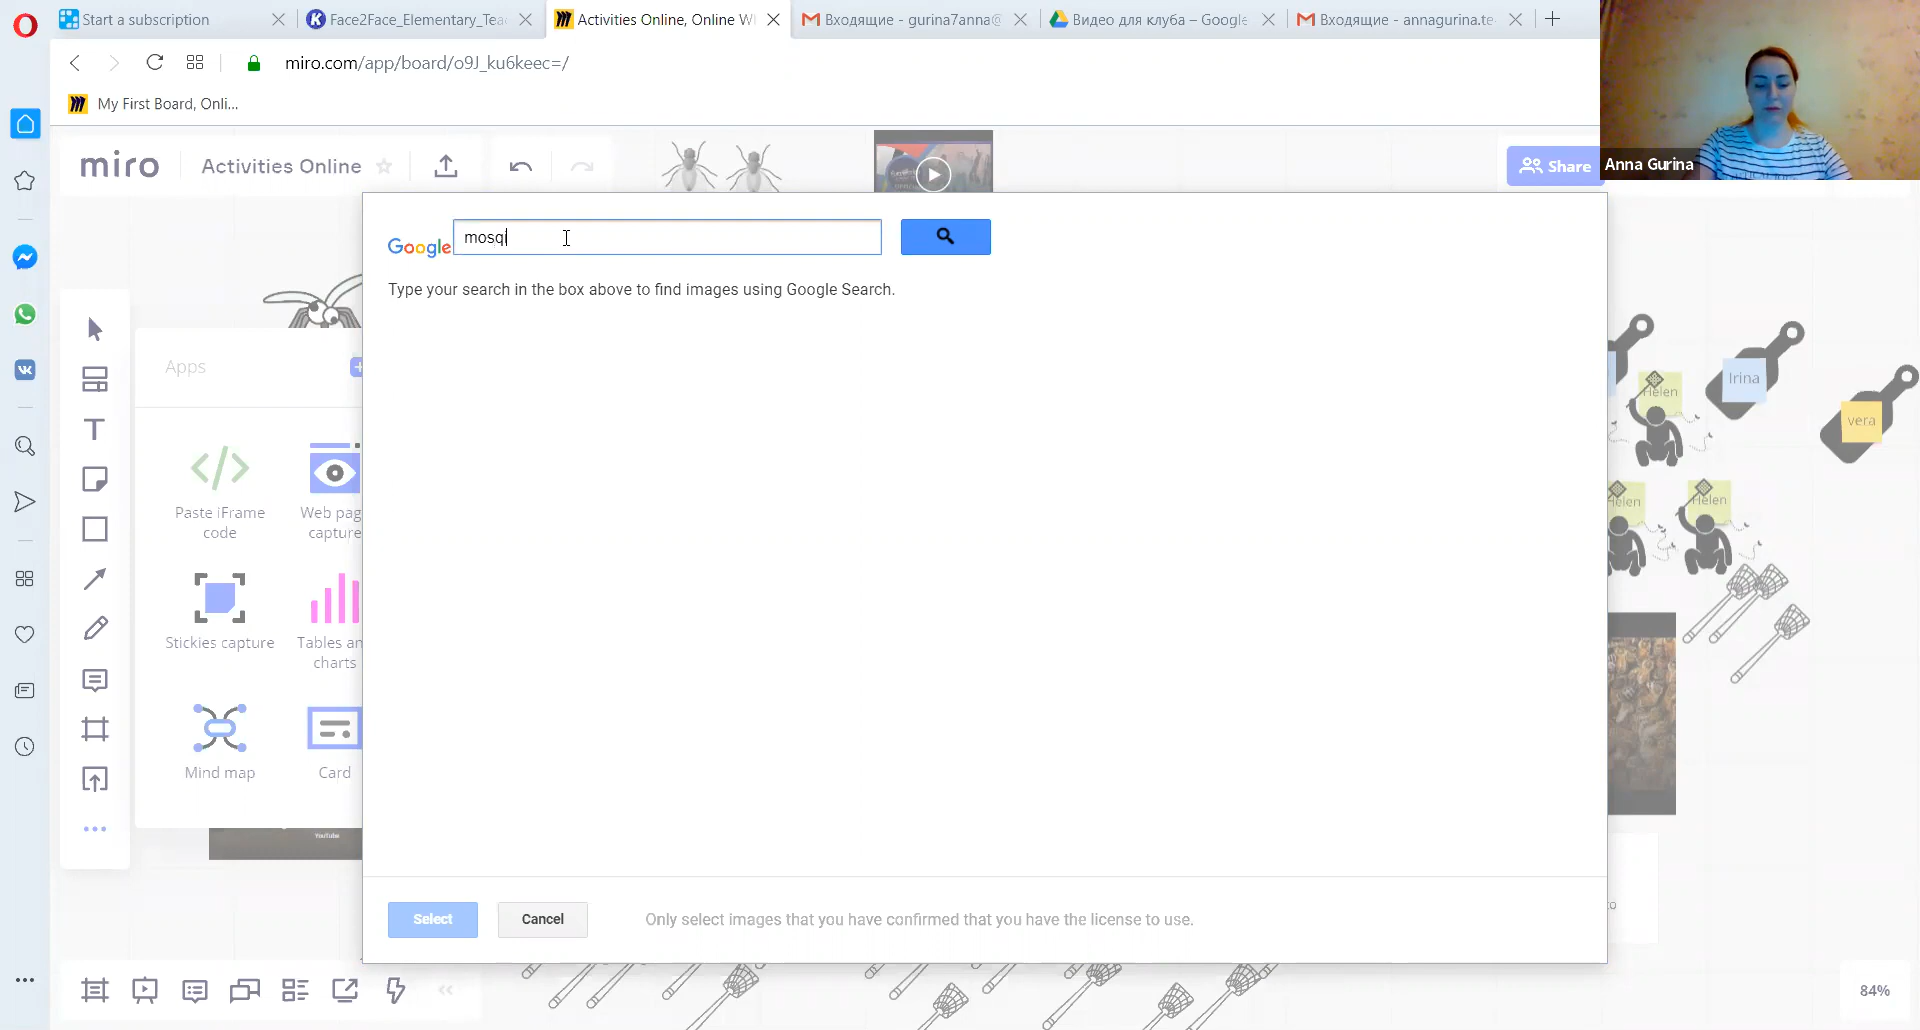 Start a subscription
Face2Face_Elementary_Tea
Activities Online, Online W
Входящие - gurina7anna@
Видео для клуба – Google
Входящие - annagurina.te
miro.com/app/board/o9J_ku6keec=/
My First Board, Onli...
miro
Activities Online
Share
Anna Gurina
Google
mosqi
Type your search in the box above to find images using Google Search.
Apps
Paste iFrame
code
Web pag
capture
Stickies capture
Tables an
charts
Mind map
Card
YouTube
Helen
Irina
vera
Helen
Helen
Select
Cancel
Only select images that you have confirmed that you have the license to use.
84%